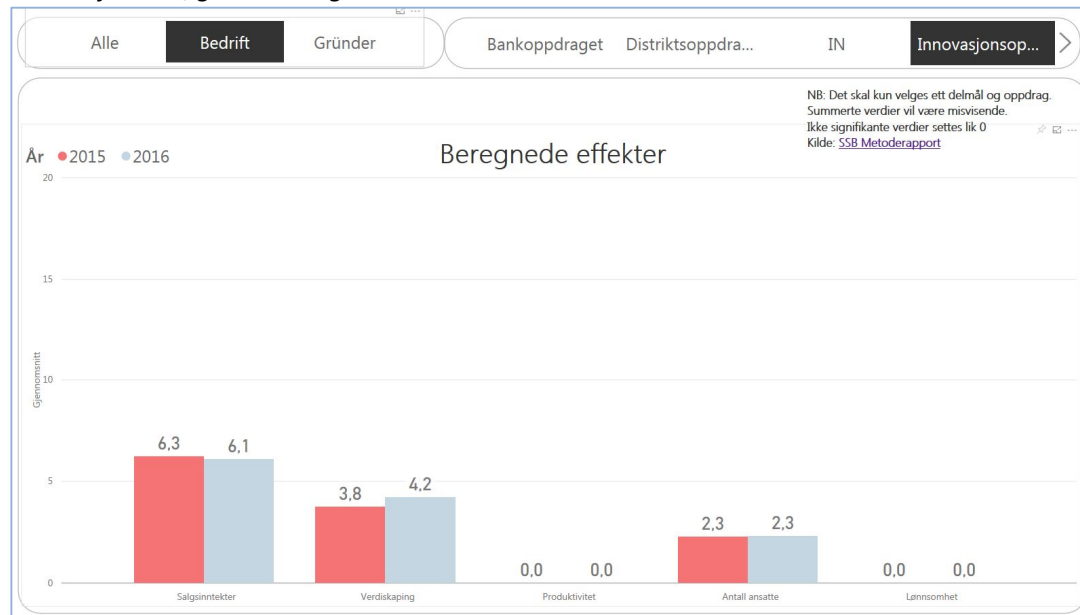 Alle Bedrift Gründer
Bankoppdraget Distriktsoppdra... IN Innovasjonsop...
NB: Det skal kun velges ett delmål og oppdrag.
Summerte verdier vil være misvisende.
Ikke signifikante verdier settes lik 0
Kilde: SSB Metoderapport
År 2015 2016
Beregnede effekter
20
15
10
5
0
Gjennomsnitt
6,3 6,1
3,8 4,2
0,0 0,0
2,3 2,3
0,0 0,0
Salgsinntekter Verdiskaping Produktivitet Antall ansatte Lønnsomhet